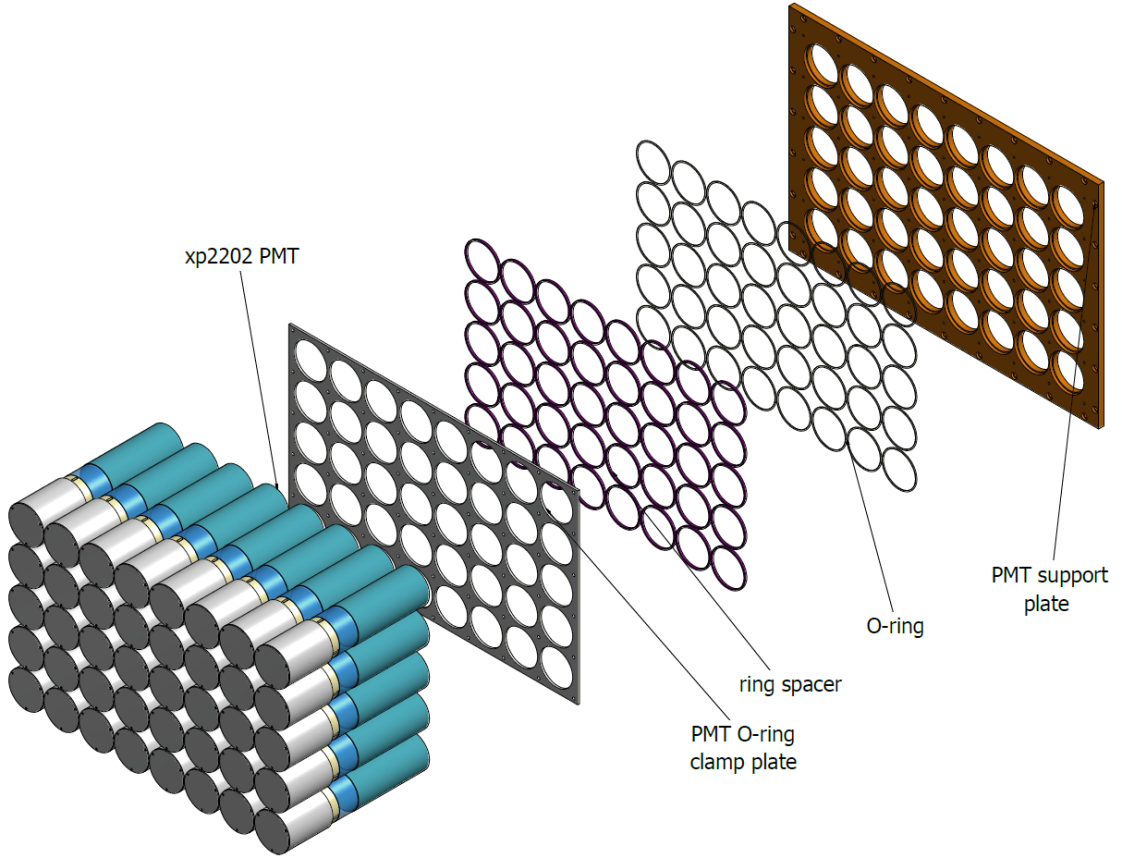 xp2202 PMT
PMT support
plate
O-ring
ring spacer
PMT O-ring
clamp plate